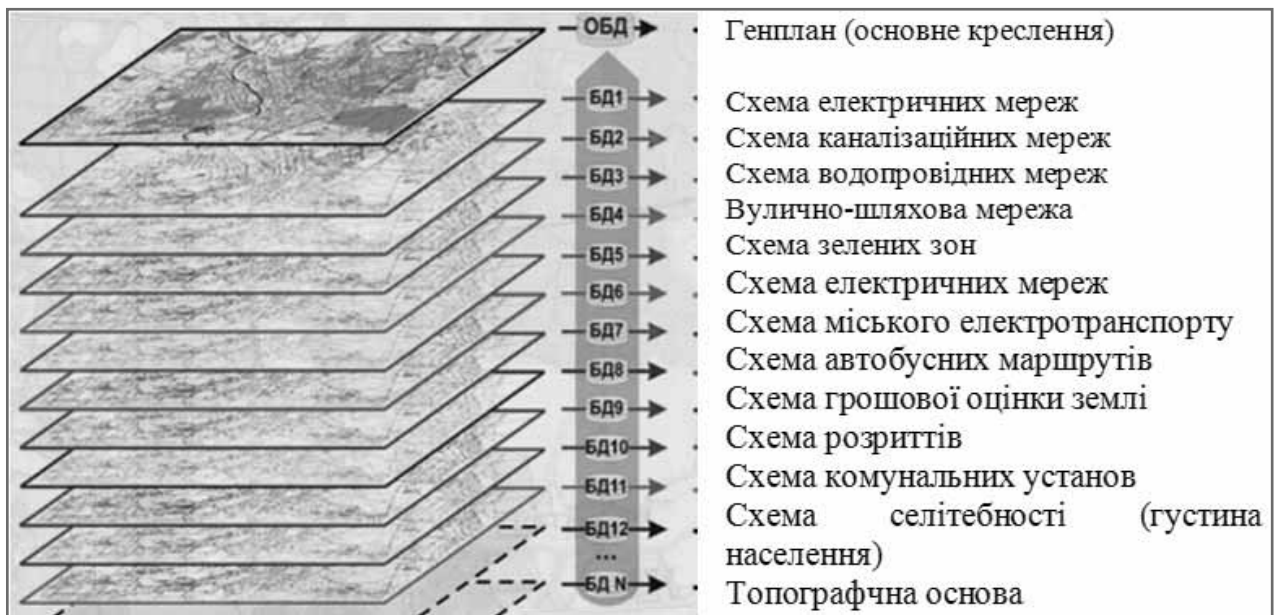 ОБД Генплан (основне креслення)
БД1 Схема електричних мереж
БД2 Схема каналізаційних мереж
БД3 Схема водопровідних мереж
БД4 Вулично-шляхова мережа
БД5 Схема зелених зон
БД6 Схема електричних мереж
БД7 Схема міського електротранспорту
БД8 Схема автобусних маршрутів
БД9 Схема грошової оцінки землі
БД10 Схема розриттів
БД11 Схема комунальних установ
БД12 Схема селітебності (густина
... населення)
БД N Топографчна основа